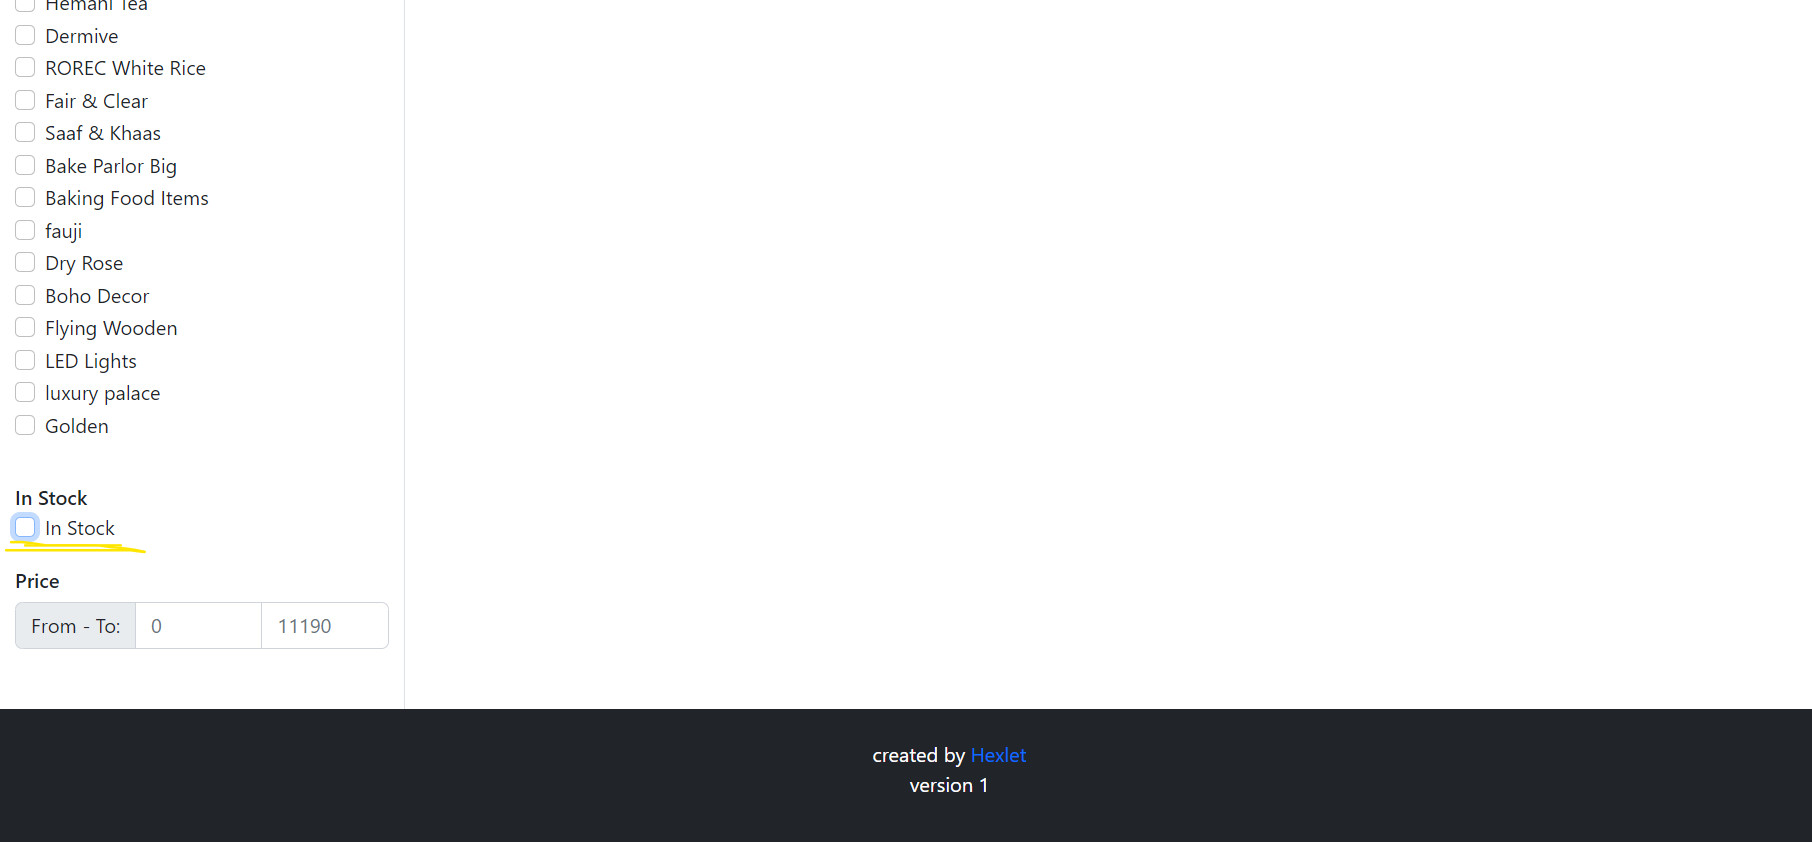 Hemani Tea
Dermive
ROREC White Rice
Fair & Clear
Saaf & Khaas
Bake Parlor Big
Baking Food Items
fauji
Dry Rose
Boho Decor
Flying Wooden
LED Lights
luxury palace
Golden
In Stock
In Stock
Price
From - To: 0 11190
created by Hexlet
version 1